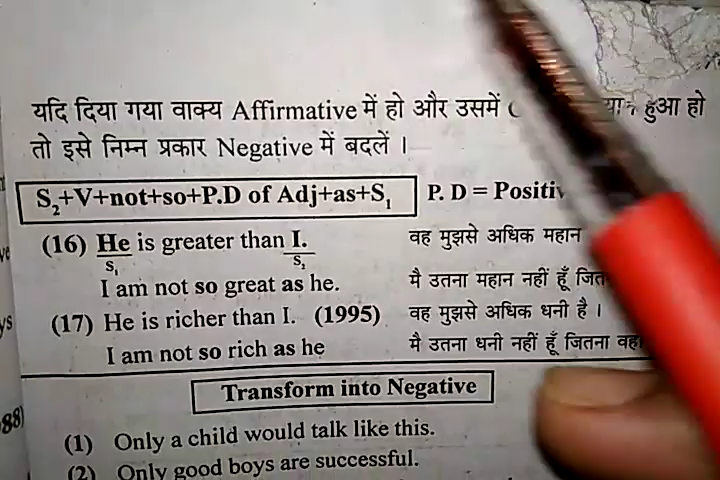 यदि दिया गया वाक्य Affirmative में हो और उसमें हुआ हो
तो इसे निम्न प्रकार Negative में बदलें ।
S₂+V+not+so+P.D of Adj+as+S₁ P. D =
(16) He is greater than I. वह मुझसे अधिक महान
S₁ S₂
I am not so great as he. मै उतना महान नहीं हूँ
(17) He is richer than I. (1995) वह मुझसे अधिक धनी है ।
I am not so rich as he मै उतना धनी नहीं हूँ जितना वह
88)
Transform into Negative
(1) Only a child would talk like this.
(2) Only good boys are successful.